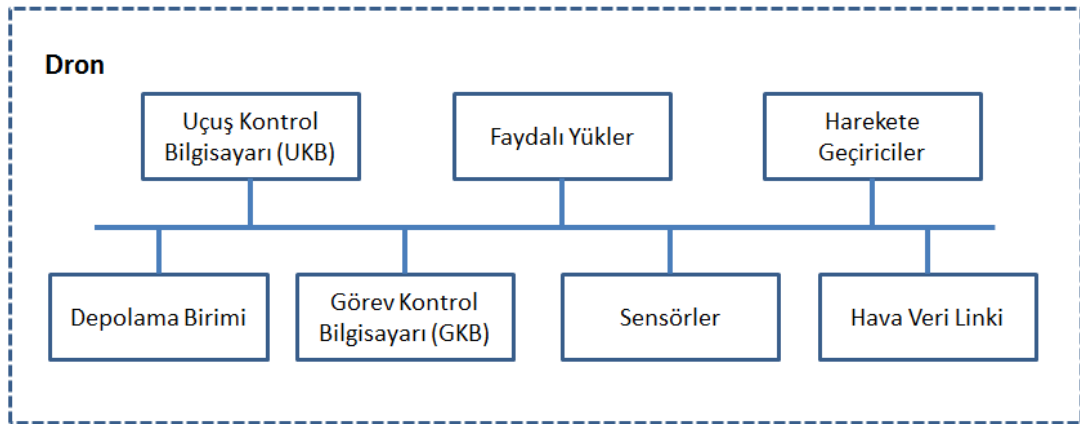 Dron
Uçuş Kontrol
Bilgisayarı (UKB)
Faydalı Yükler
Harekete
Geçiriciler
Depolama Birimi
Görev Kontrol
Bilgisayarı (GKB)
Sensörler
Hava Veri Linki